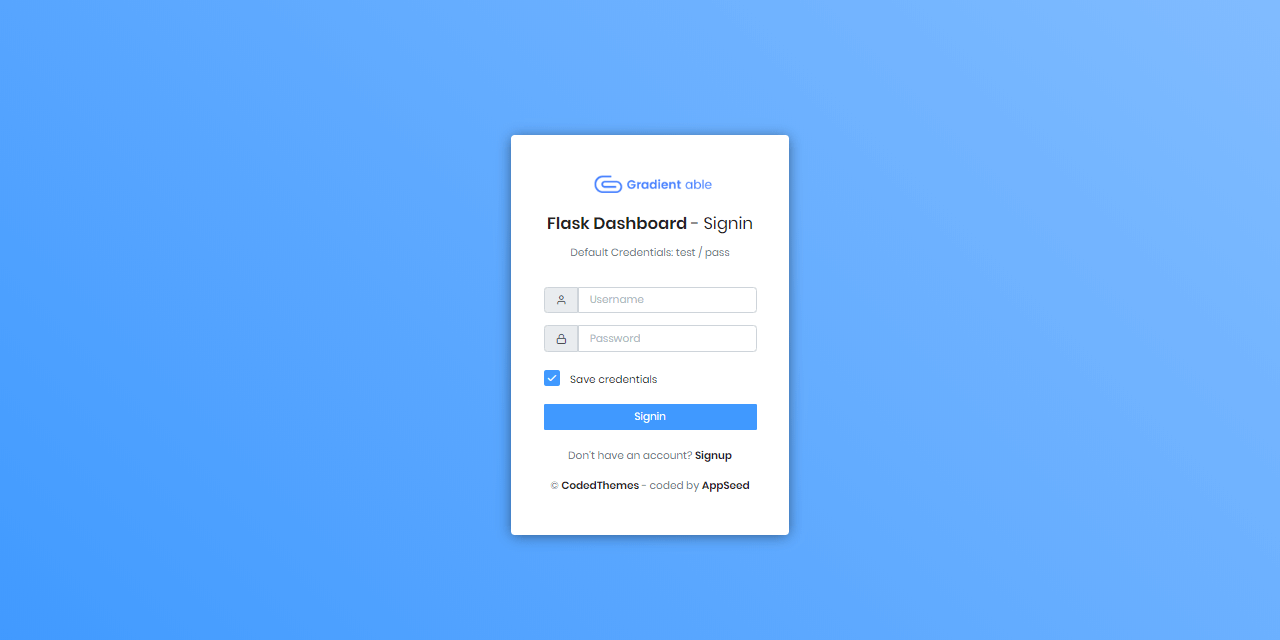 Gradient able
Flask Dashboard - Signin
Default Credentials: test / pass
Username
Password
Save credentials
Signin
Don't have an account? Signup
© CodedThemes - coded by AppSeed